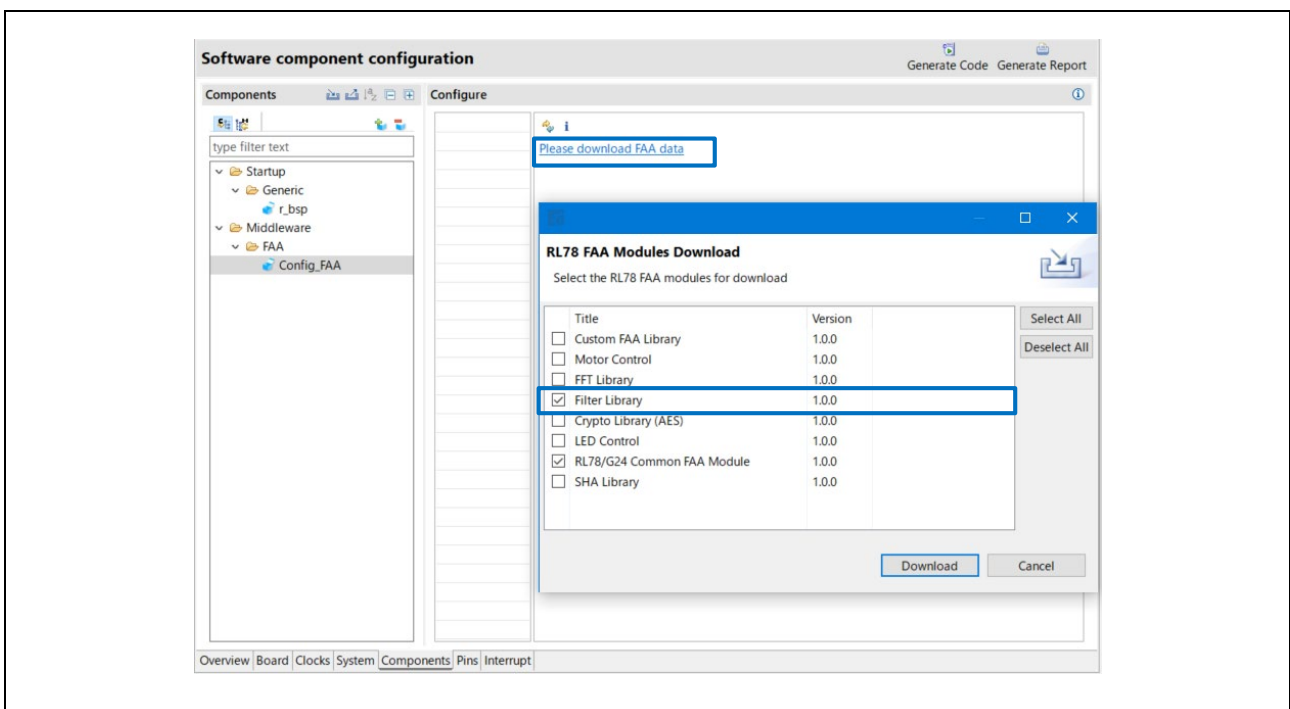 Software component configuration
Generate Code Generate Report
Components
Configure
type filter text
Startup
Generic
r_bsp
Middleware
FAA
Config_FAA
Please download FAA data
RL78 FAA Modules Download
Select the RL78 FAA modules for download
Title Version
Custom FAA Library 1.0.0
Motor Control 1.0.0
FFT Library 1.0.0
Filter Library 1.0.0
Crypto Library (AES) 1.0.0
LED Control 1.0.0
RL78/G24 Common FAA Module 1.0.0
SHA Library 1.0.0
Select All
Deselect All
Download Cancel
Overview Board Clocks System Components Pins Interrupt